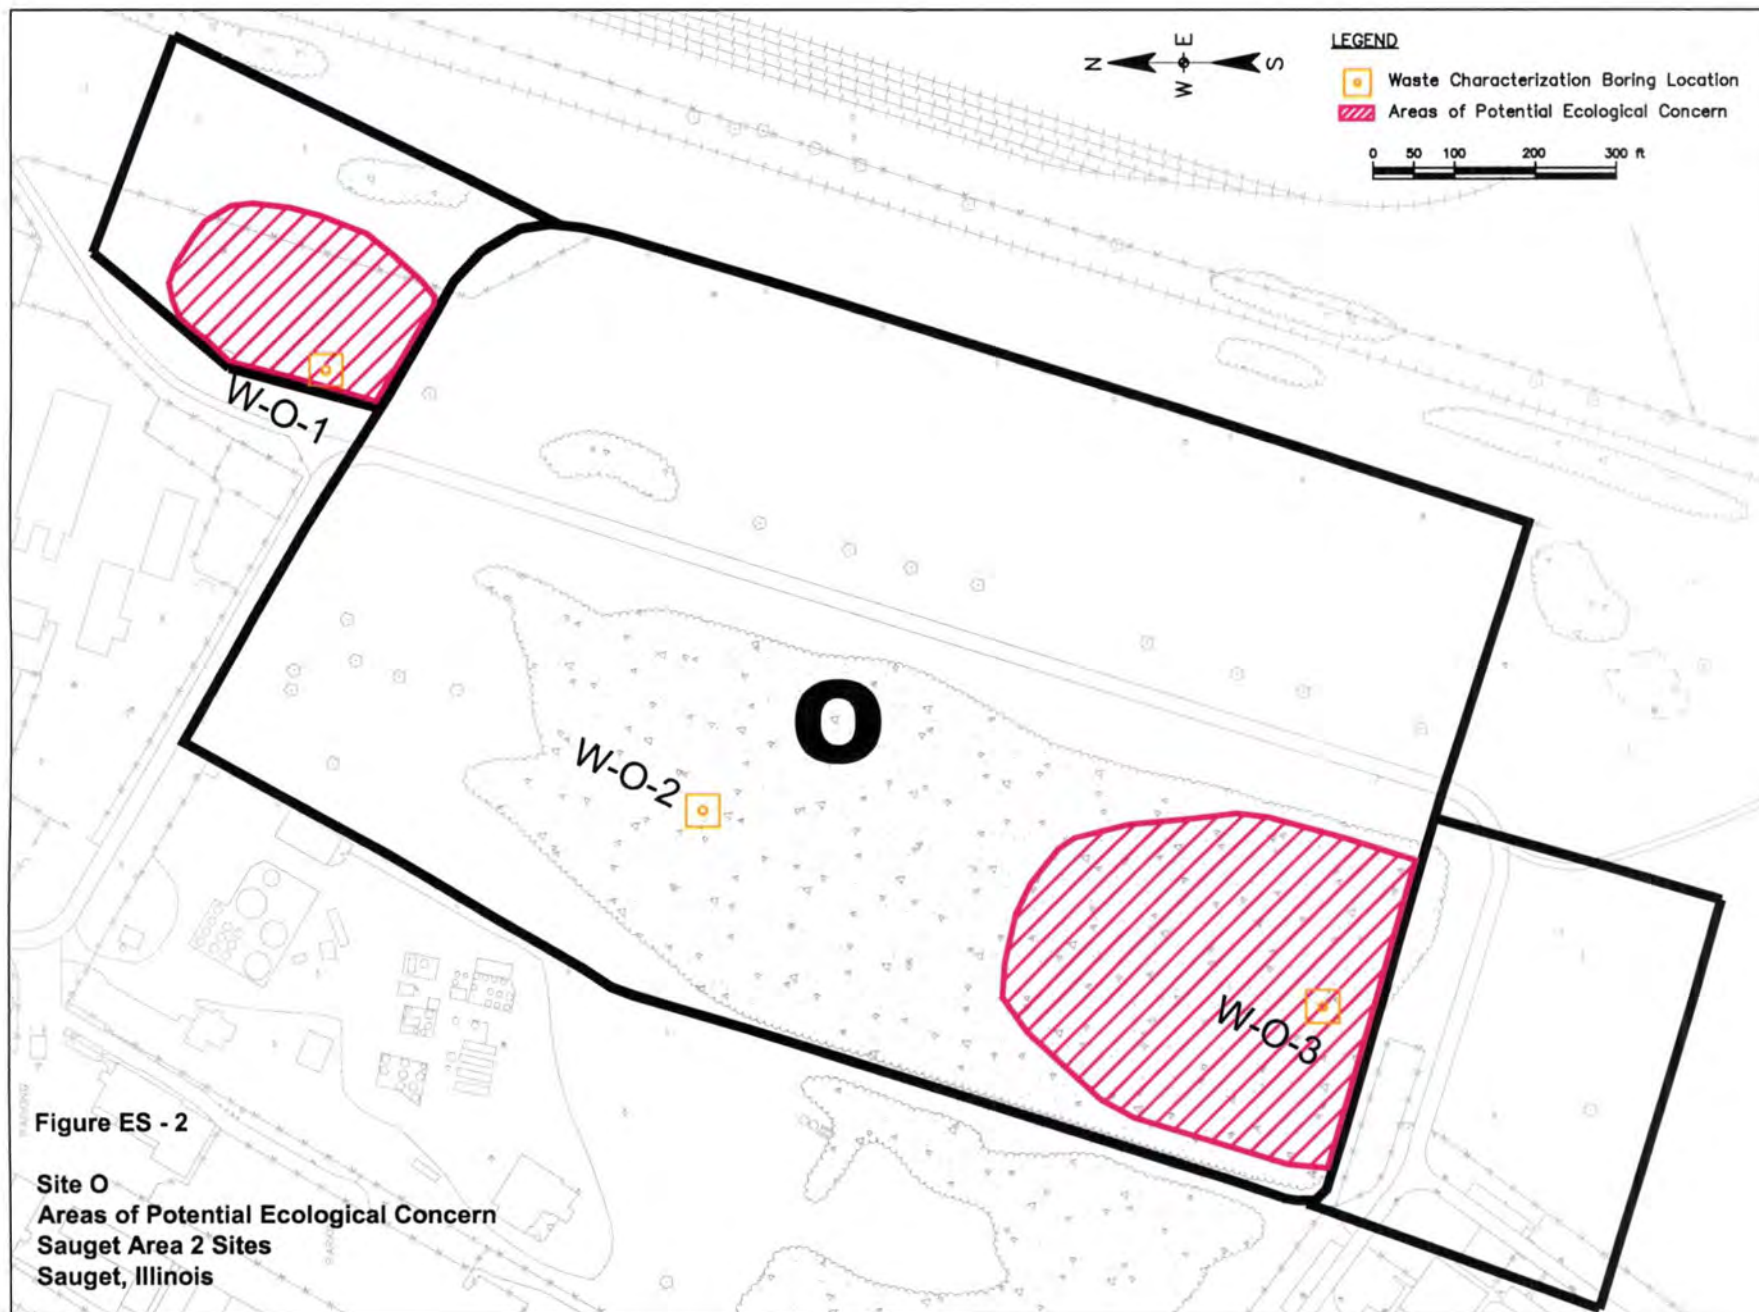 N
E
W
S
LEGEND
Waste Characterization Boring Location
Areas of Potential Ecological Concern
0 50 100 200 300 ft
W-O-1
O
W-O-2
W-O-3
PARKING
Figure ES - 2
Site O
Areas of Potential Ecological Concern
Sauget Area 2 Sites
Sauget, Illinois